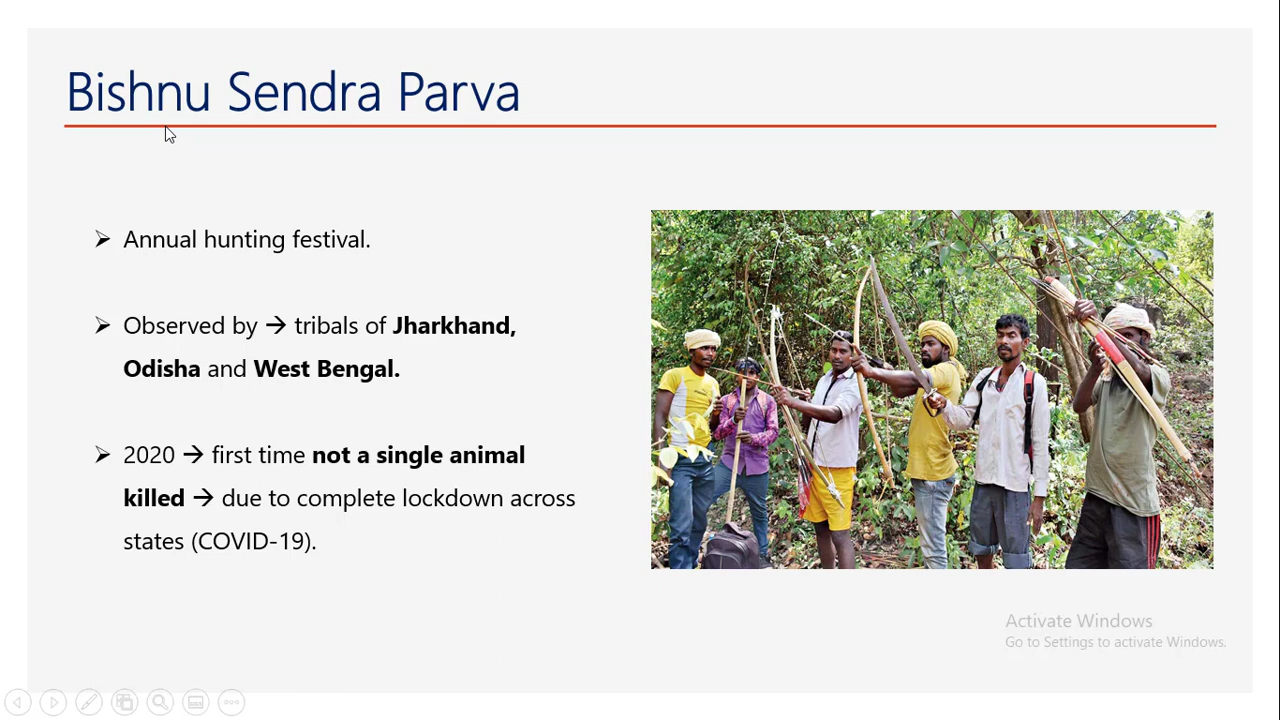 Bishnu Sendra Parva
➢ Annual hunting festival.
➢ Observed by → tribals of Jharkhand,
Odisha and West Bengal.
➢ 2020 → first time not a single animal
killed → due to complete lockdown across
states (COVID-19).
Activate Windows
Go to Settings to activate Windows.